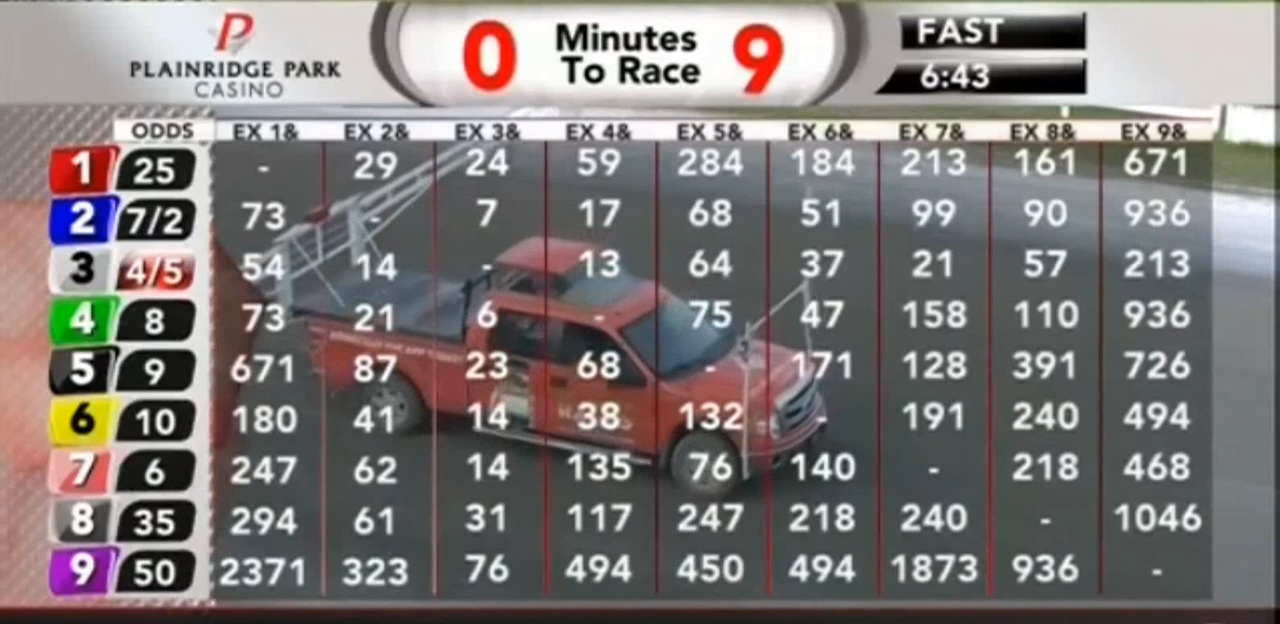 P
PLAINRIDGE PARK
CASINO
0 Minutes To Race 9
FAST
6:43
ODDS EX 1& EX 2& EX 3& EX 4& EX 5& EX 6& EX 7& EX 8& EX 9&
1 25 - 29 24 59 284 184 213 161 671
2 7/2 73 - 7 17 68 51 99 90 936
3 4/5 54 14 - 13 64 37 21 57 213
4 8 73 21 6 - 75 47 158 110 936
5 9 671 87 23 68 - 171 128 391 726
6 10 180 41 14 38 132 - 191 240 494
7 6 247 62 14 135 76 140 - 218 468
8 35 294 61 31 117 247 218 240 - 1046
9 50 2371 323 76 494 450 494 1873 936 -